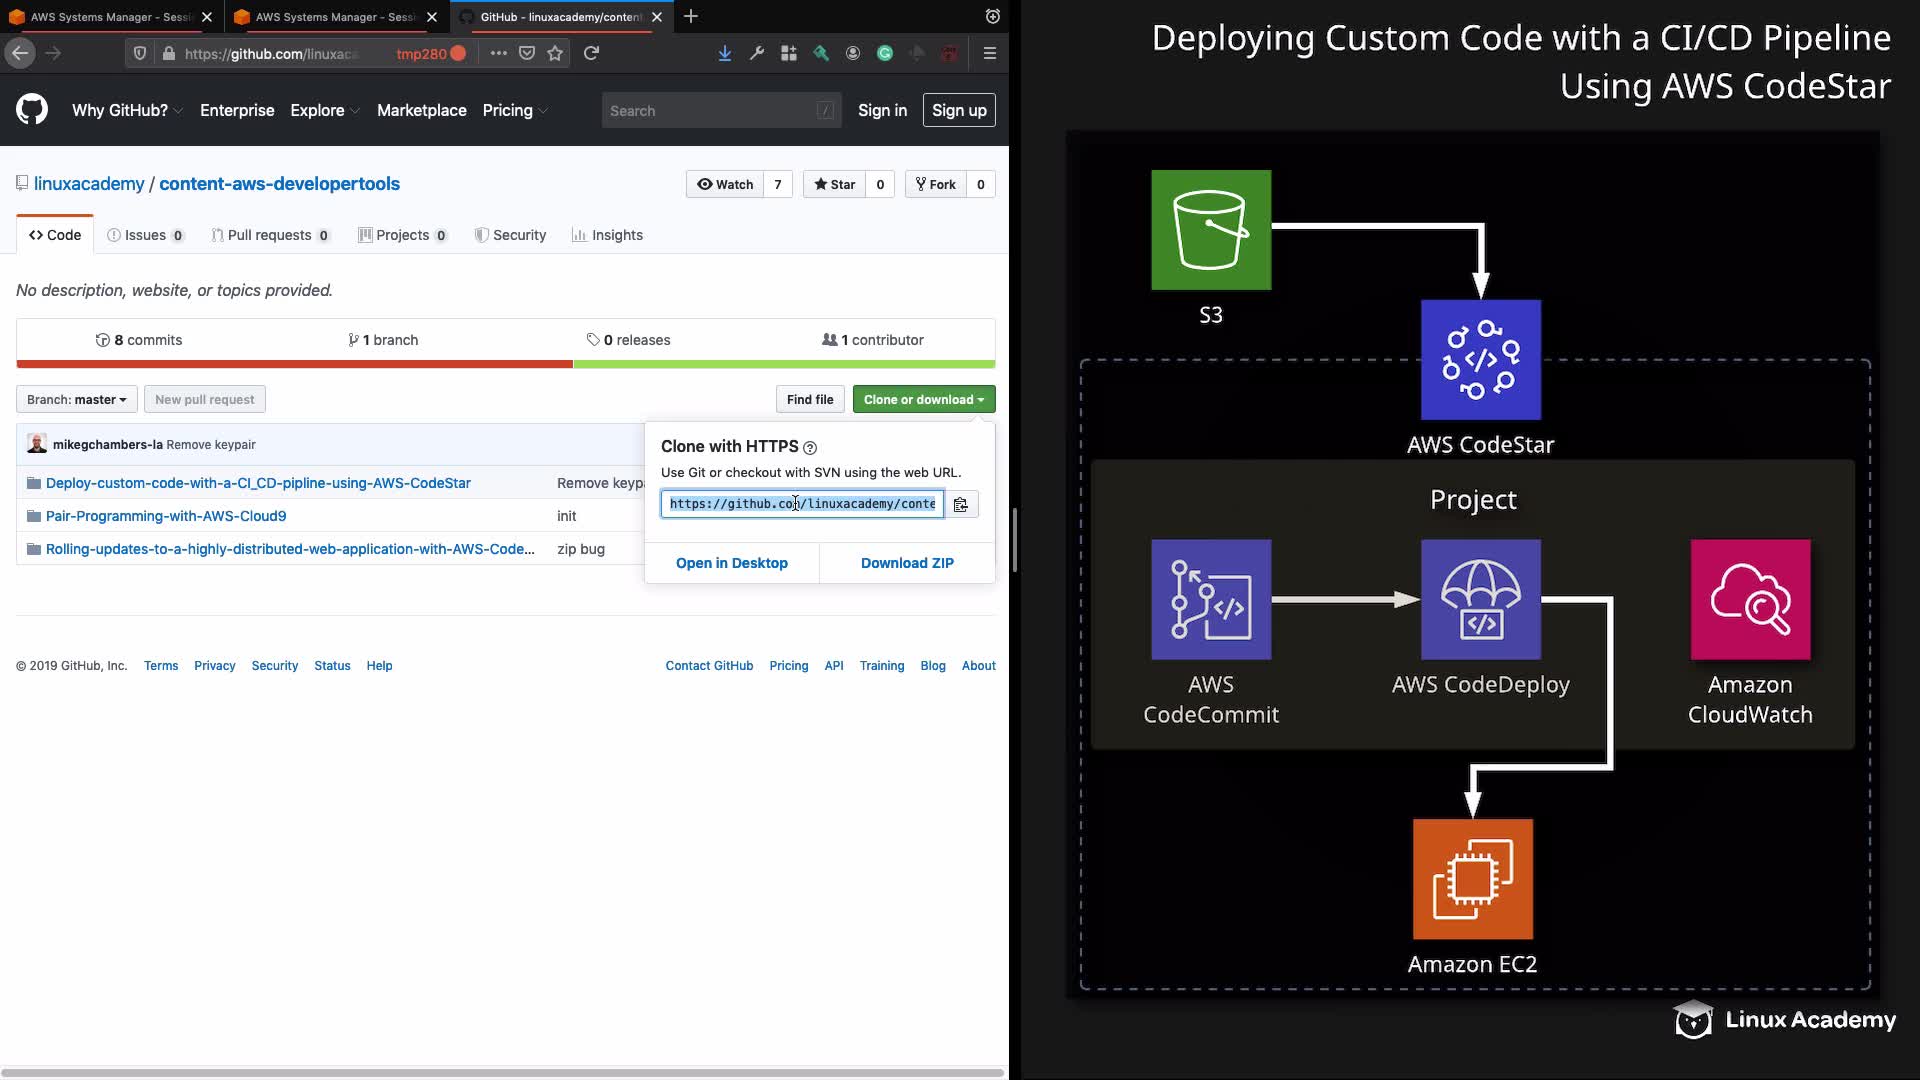 AWS Systems Manager - Sessi
AWS Systems Manager - Sessi
GitHub - linuxacademy/content
https://github.com/linuxaca
tmp280
Why GitHub?
Enterprise
Explore
Marketplace
Pricing
Search
/
Sign in
Sign up
linuxacademy / content-aws-developertools
Watch 7
Star 0
Fork 0
<> Code
Issues 0
Pull requests 0
Projects 0
Security
Insights
No description, website, or topics provided.
8 commits
1 branch
0 releases
1 contributor
Branch: master
New pull request
Find file
Clone or download
mikegchambers-la Remove keypair
Deploy-custom-code-with-a-CI_CD-pipline-using-AWS-CodeStar
Remove keypa
Pair-Programming-with-AWS-Cloud9
init
Rolling-updates-to-a-highly-distributed-web-application-with-AWS-Code...
zip bug
Clone with HTTPS
Use Git or checkout with SVN using the web URL.
https://github.com/linuxacademy/conte
Open in Desktop
Download ZIP
© 2019 GitHub, Inc.
Terms
Privacy
Security
Status
Help
Contact GitHub
Pricing
API
Training
Blog
About
Deploying Custom Code with a CI/CD Pipeline
Using AWS CodeStar
S3
AWS CodeStar
Project
AWS
CodeCommit
AWS CodeDeploy
Amazon
CloudWatch
Amazon EC2
Linux Academy